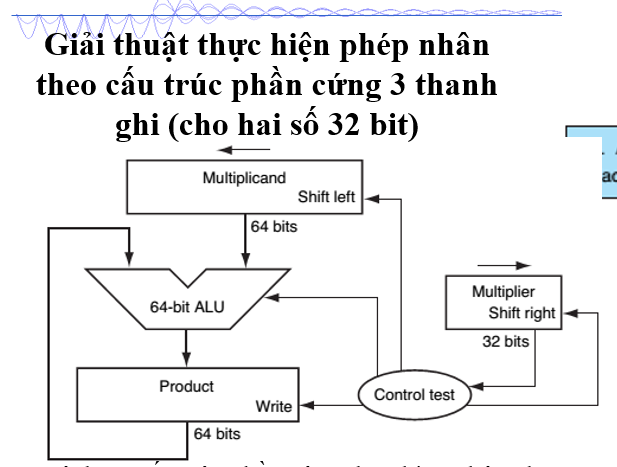 Giải thuật thực hiện phép nhân
theo cấu trúc phần cứng 3 thanh
ghi (cho hai số 32 bit)
Multiplicand
Shift left
64 bits
64-bit ALU
Multiplier
Shift right
32 bits
Product
Write
Control test
64 bits